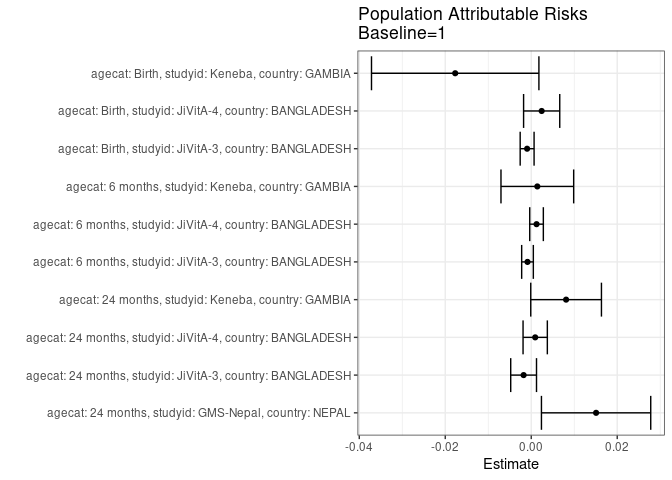 Population Attributable Risks
Baseline=1
agecat: Birth, studyid: Keneba, country: GAMBIA
agecat: Birth, studyid: JiVitA-4, country: BANGLADESH
agecat: Birth, studyid: JiVitA-3, country: BANGLADESH
agecat: 6 months, studyid: Keneba, country: GAMBIA
agecat: 6 months, studyid: JiVitA-4, country: BANGLADESH
agecat: 6 months, studyid: JiVitA-3, country: BANGLADESH
agecat: 24 months, studyid: Keneba, country: GAMBIA
agecat: 24 months, studyid: JiVitA-4, country: BANGLADESH
agecat: 24 months, studyid: JiVitA-3, country: BANGLADESH
agecat: 24 months, studyid: GMS-Nepal, country: NEPAL
-0.04 -0.02 0.00 0.02
Estimate